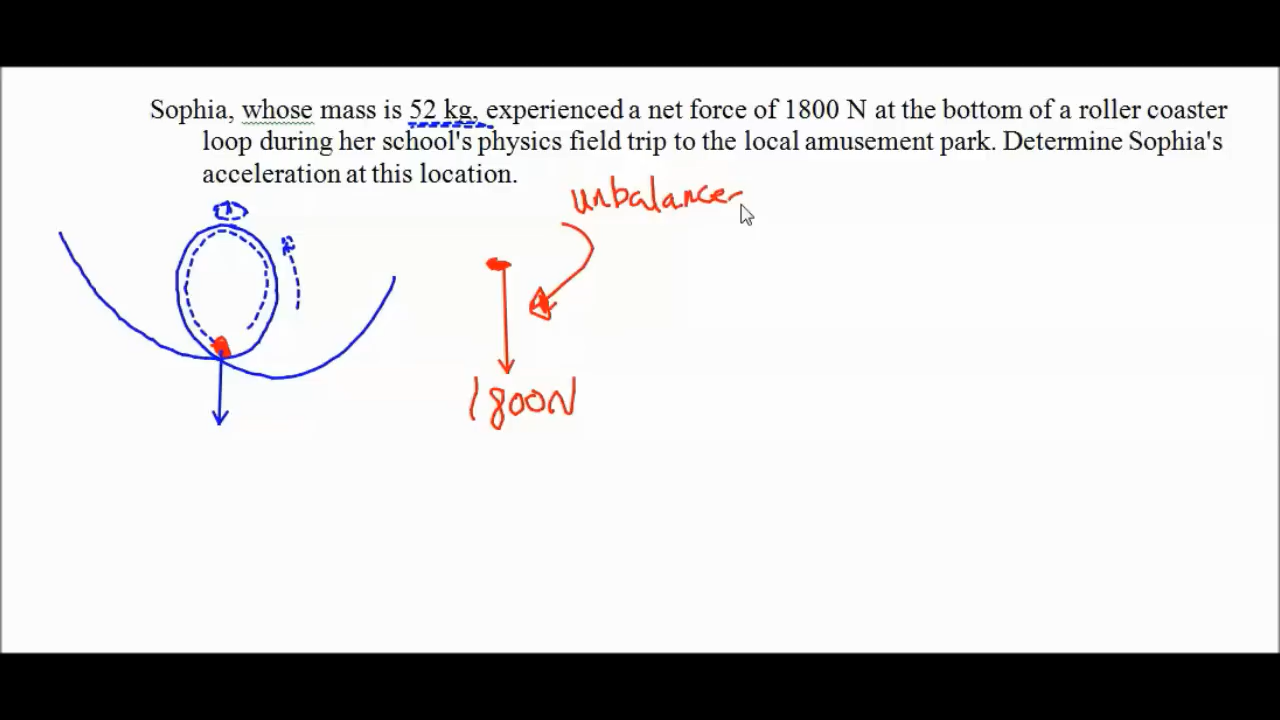 Sophia, whose mass is 52 kg, experienced a net force of 1800 N at the bottom of a roller coaster
loop during her school's physics field trip to the local amusement park. Determine Sophia's
acceleration at this location.
unbalance
1800N